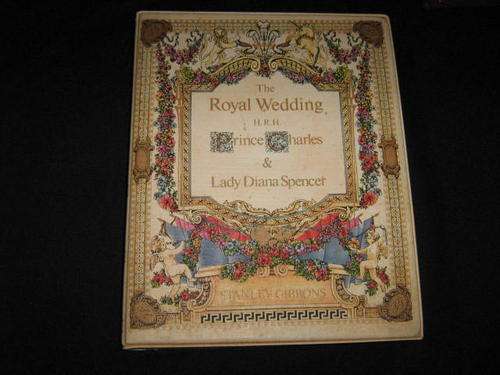 The
Royal Wedding
H.R.H.
Prince Charles
&
Lady Diana Spencer
STANLEY GIBBONS